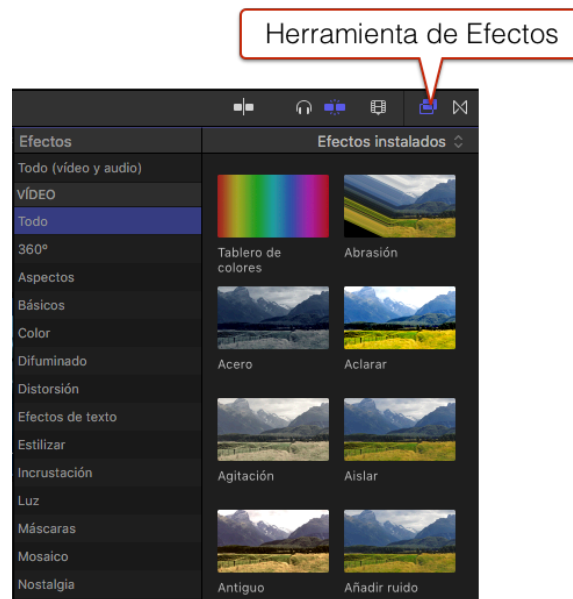 Herramienta de Efectos
Efectos
Efectos instalados
Todo (vídeo y audio)
VÍDEO
Todo
360º
Aspectos
Básicos
Color
Difuminado
Distorsión
Efectos de texto
Estilizar
Incrustación
Luz
Máscaras
Mosaico
Nostalgia
Tablero de
colores
Abrasión
Acero
Aclarar
Agitación
Aislar
Antiguo
Añadir ruido